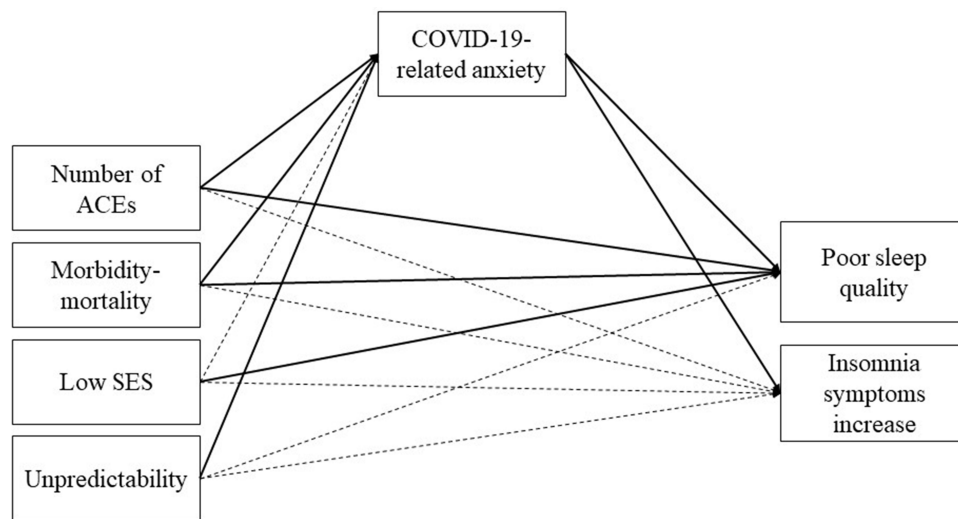 COVID-19-
related anxiety
Number of
ACEs
Morbidity-
mortality
Low SES
Unpredictability
Poor sleep
quality
Insomnia
symptoms
increase